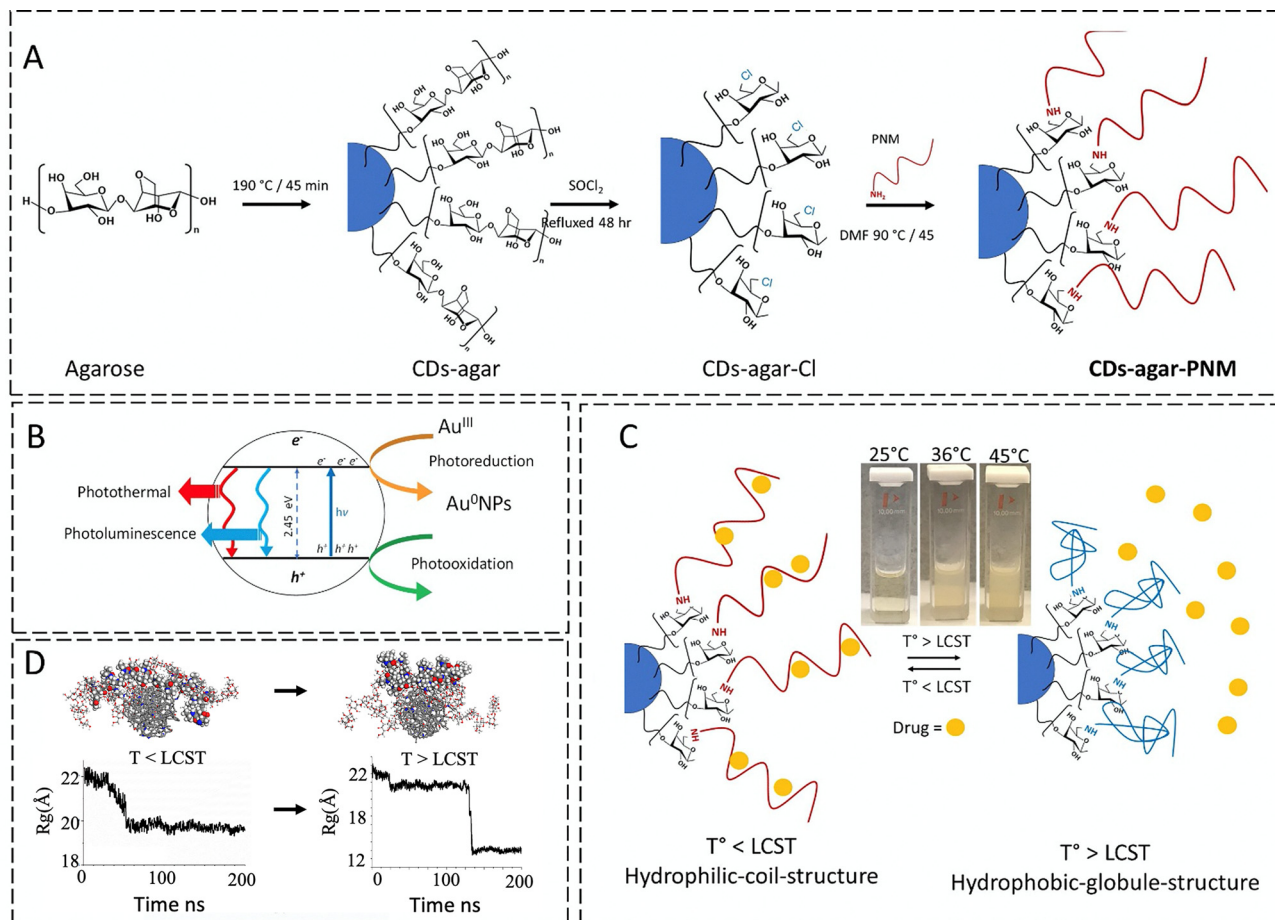 A
190 °C / 45 min
SOCl2
Refluxed 48 hr
PNM
NH2
DMF 90 °C / 45
Agarose
CDs-agar
CDs-agar-Cl
CDs-agar-PNM
B
e-
e- e- e-
AuIII
Photoreduction
Au0NPs
Photothermal
Photoluminescence
2.45 eV
hν
h+ h+ h+
h+
Photooxidation
C
25°C 36°C 45°C
T° > LCST
T° < LCST
Drug =
T° < LCST
Hydrophilic-coil-structure
T° > LCST
Hydrophobic-globule-structure
D
T < LCST
T > LCST
Rg(Å)
22
20
18
0 100 200
Time ns
Rg(Å)
22
18
12
0 100 200
Time ns